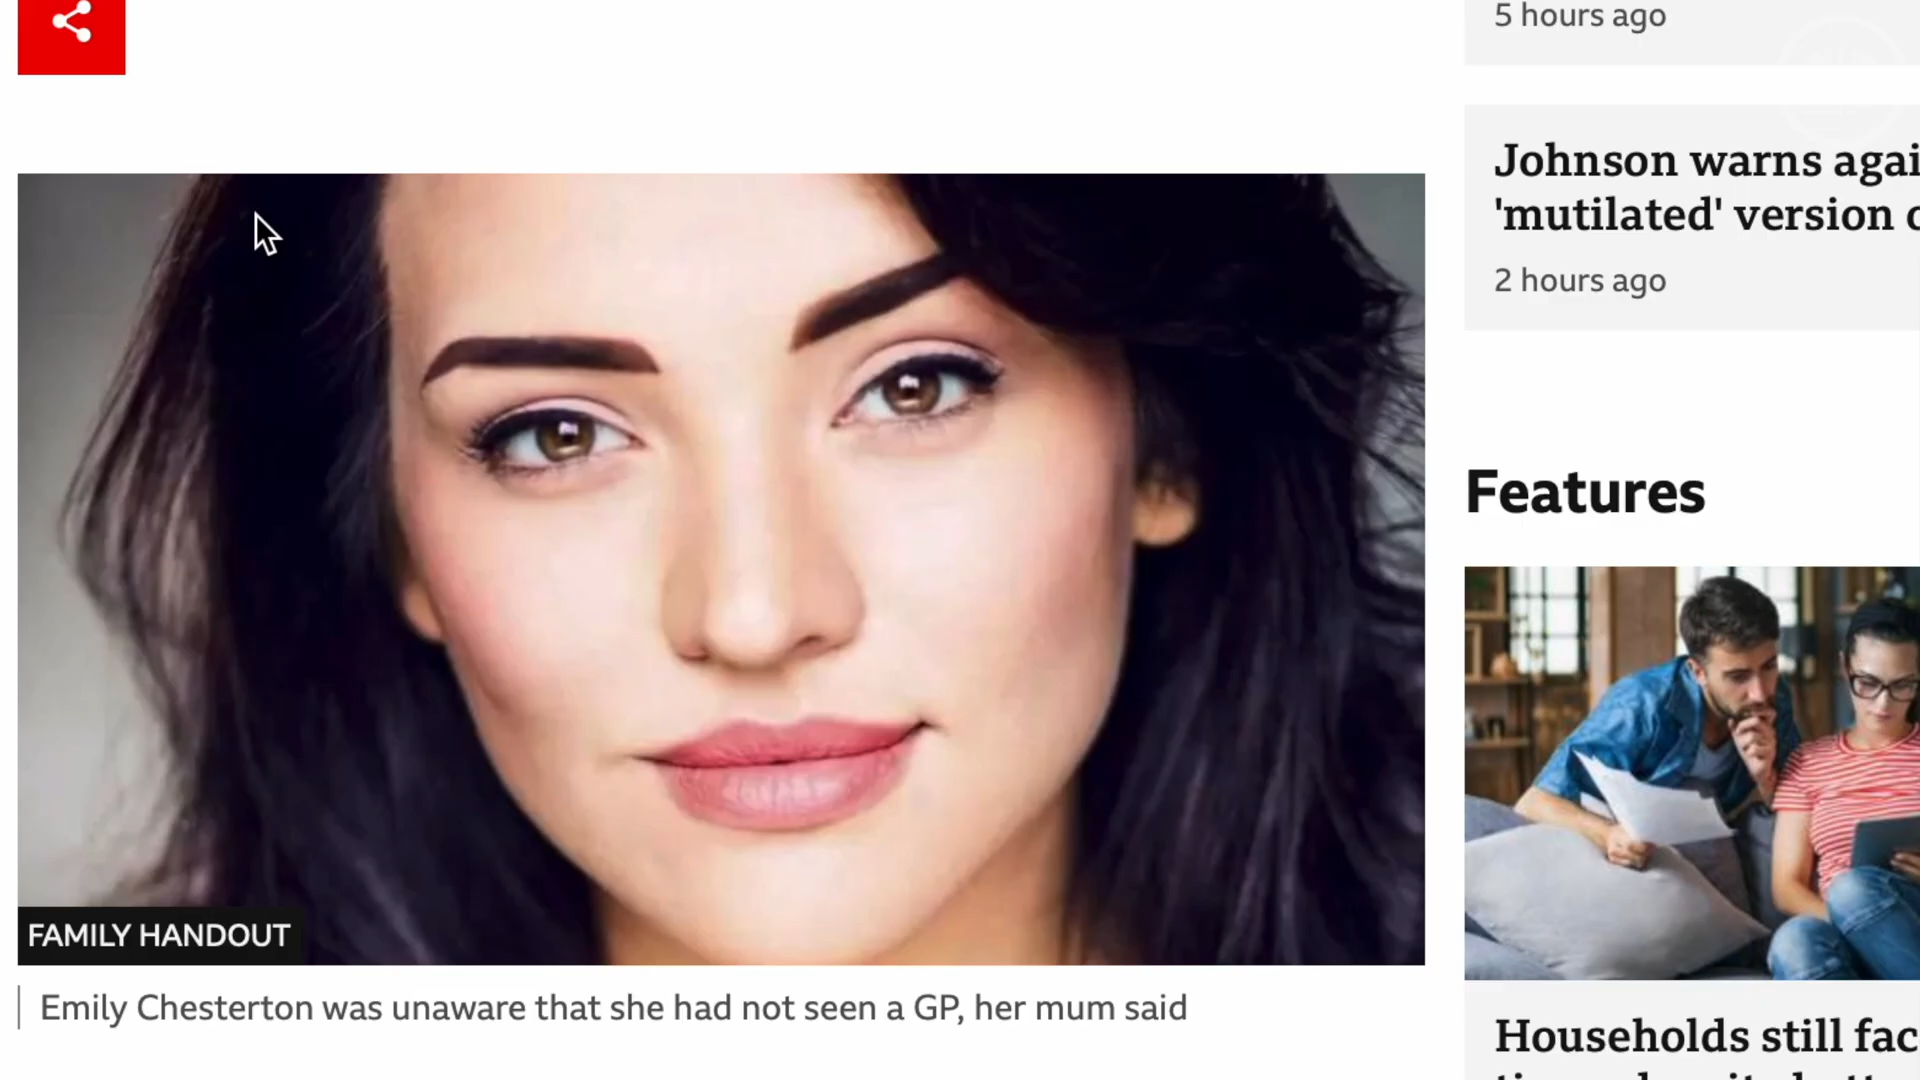 5 hours ago
Johnson warns agai
'mutilated' version
2 hours ago
Features
FAMILY HANDOUT
Emily Chesterton was unaware that she had not seen a GP, her mum said
Households still fac